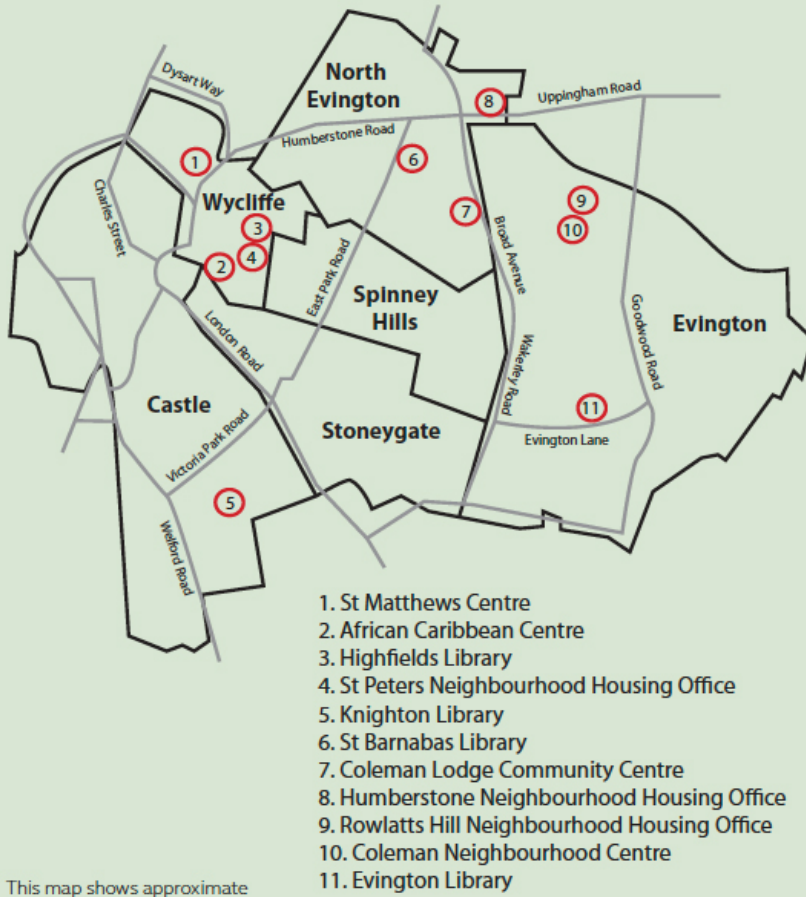 Dysart Way
North
Evington
8
Uppingham Road
Humberstone Road
1
6
Charles Street
Wycliffe
9
7
3
10
Broad Avenue
4
2
East Park Road
Spinney
Hills
Goodwood Road
Evington
London Road
Wakerley Road
Castle
11
Stoneygate
Evington Lane
Victoria Park Road
5
Welford Road
1. St Matthews Centre
2. African Caribbean Centre
3. Highfields Library
4. St Peters Neighbourhood Housing Office
5. Knighton Library
6. St Barnabas Library
7. Coleman Lodge Community Centre
8. Humberstone Neighbourhood Housing Office
9. Rowlatts Hill Neighbourhood Housing Office
10. Coleman Neighbourhood Centre
11. Evington Library
This map shows approximate